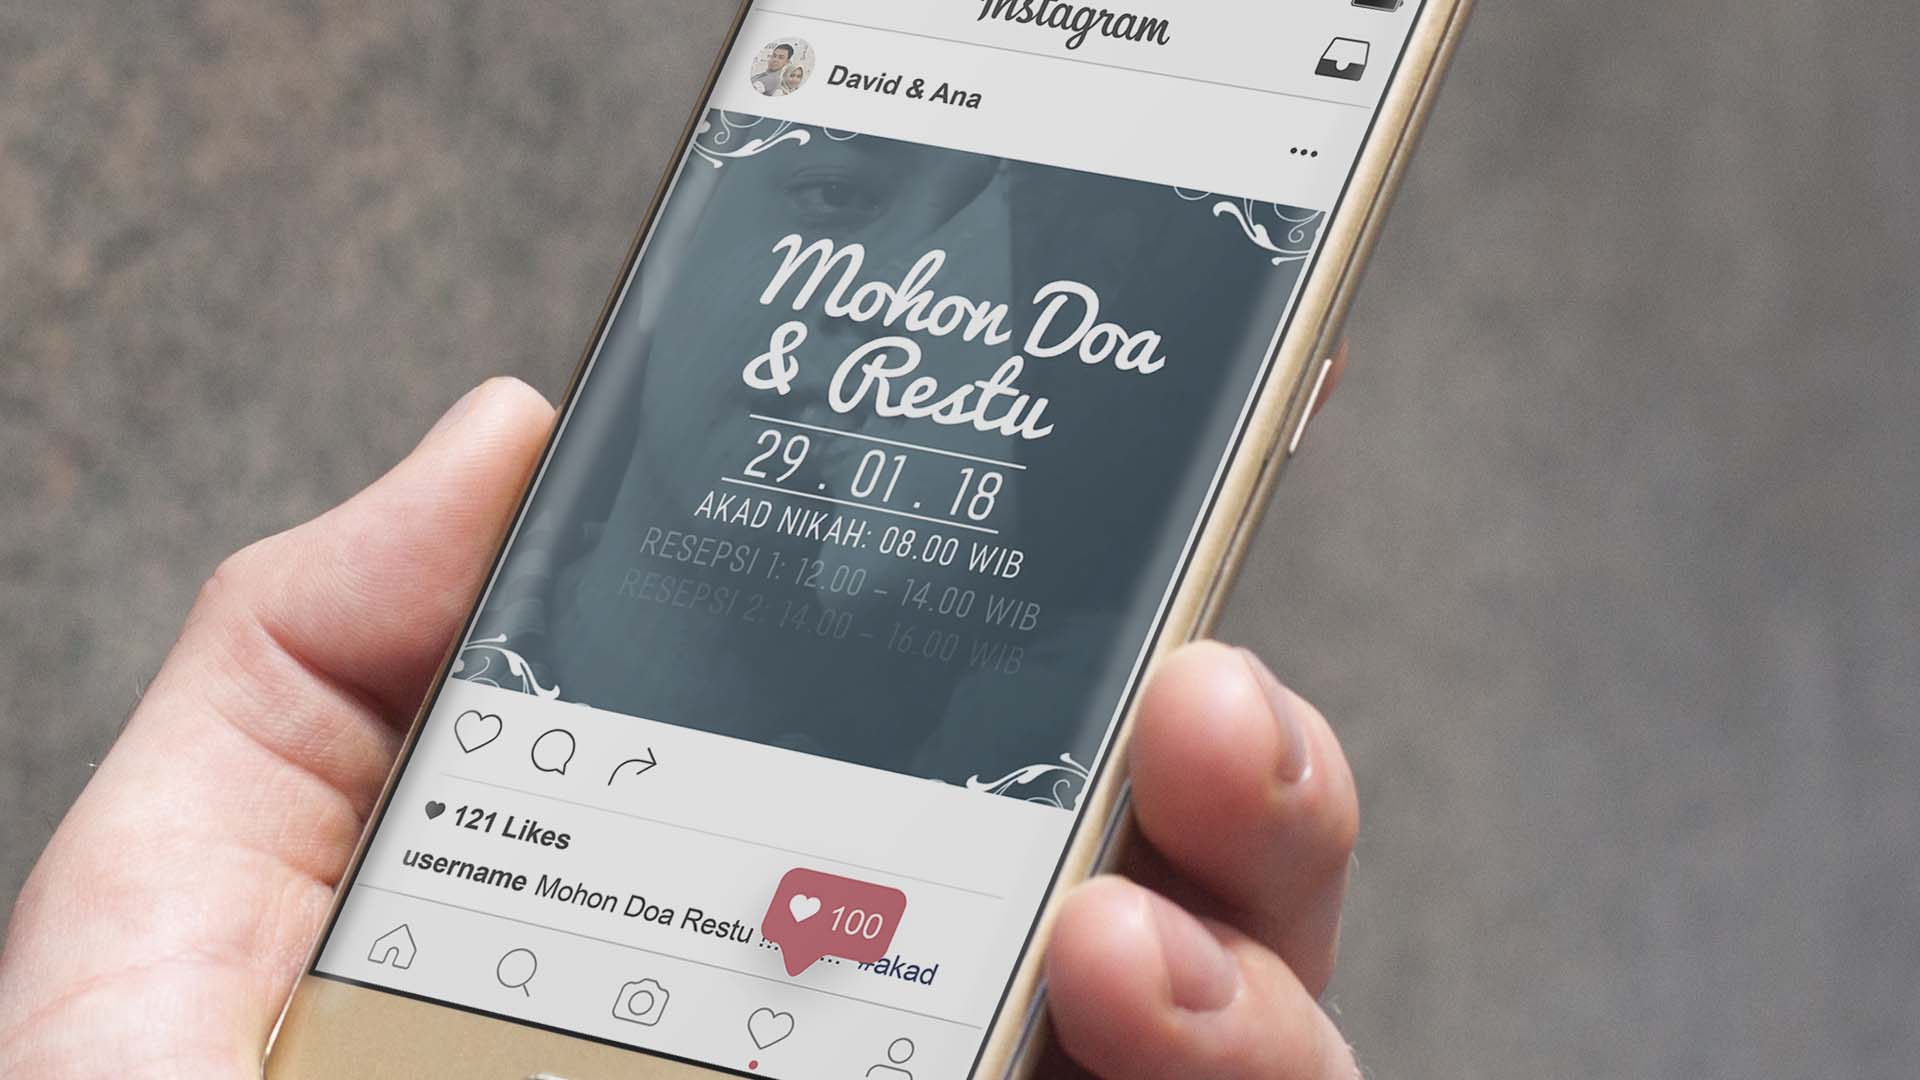 Instagram
David & Ana
Mohon Doa
& Restu
29 . 01 . 18
AKAD NIKAH: 08.00 WIB
RESEPSI 1: 12.00 - 14.00 WIB
RESEPSI 2: 14.00 - 16.00 WIB
121 Likes
username Mohon Doa Restu !!... #akad
100